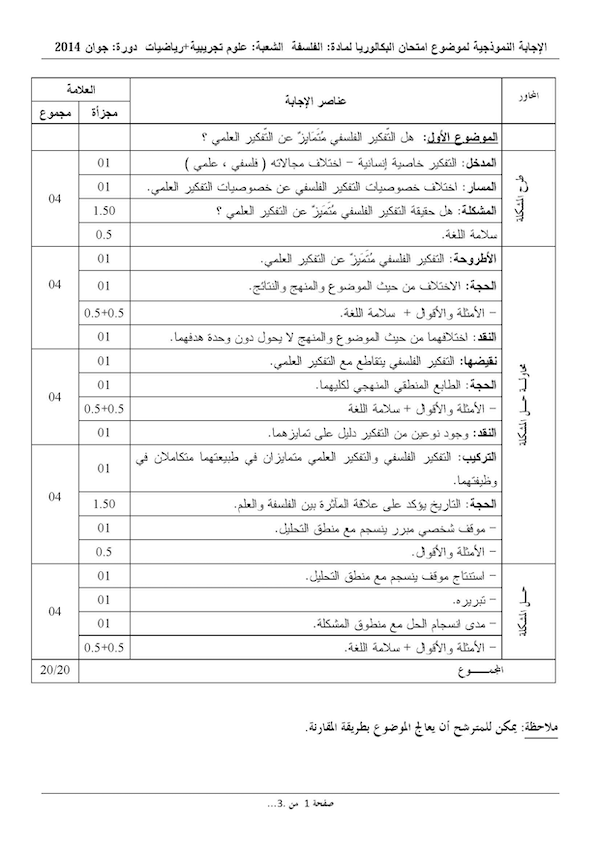 الإجابة النموذجية لموضوع امتحان البكالوريا لمادة: الفلسفة الشعبة: علوم تجريبية+رياضيات دورة: جوان 2014
المحاور عناصر الإجابة العلامة
مجزأة مجموع
الموضوع الأول: هل التّفكير الفلسفي مُتَمَايِزٌ عن التّفكير العلمي ؟
طرح المشكلة
المدخل: التفكير خاصية إنسانية – اختلاف مجالاته ( فلسفي ، علمي ) 01
المسار: اختلاف خصوصيات التفكير الفلسفي عن خصوصيات التفكير العلمي. 01
المشكلة: هل حقيقة التفكير الفلسفي مُتَمَيِزٌ عن التفكير العلمي ؟ 1.50
سلامة اللغة. 0.5
04
محاولة حل المشكلة
الأطروحة: التفكير الفلسفي مُتَمَيِزٌ عن التفكير العلمي. 01
الحجة: الاختلاف من حيث الموضوع والمنهج والنتائج. 01
– الأمثلة والأقوال + سلامة اللغة. 0.5+0.5
النقد: اختلافهما من حيث الموضوع والمنهج لا يحول دون وحدة هدفهما. 01
04
نقيضها: التفكير الفلسفي يتقاطع مع التفكير العلمي. 01
الحجة: الطابع المنطقي المنهجي لكليهما. 01
– الأمثلة والأقوال + سلامة اللغة 0.5+0.5
النقد: وجود نوعين من التفكير دليل على تمايزهما. 01
04
التركيب: التفكير الفلسفي والتفكير العلمي متمايزان في طبيعتهما متكاملان في
وظيفتهما. 01
الحجة: التاريخ يؤكد على علاقة المآثرة بين الفلسفة والعلم. 1.50
– موقف شخصي مبرر ينسجم مع منطق التحليل. 01
– الأمثلة والأقوال. 0.5
04
حل المشكلة
– استنتاج موقف ينسجم مع منطق التحليل. 01
– تبريره. 01
– مدى انسجام الحل مع منطوق المشكلة. 01
– الأمثلة والأقوال + سلامة اللغة. 0.5+0.5
04
المجمـــــوع 20/20
ملاحظة: يمكن للمترشح أن يعالج الموضوع بطريقة المقارنة.
صفحة 1 من .3...